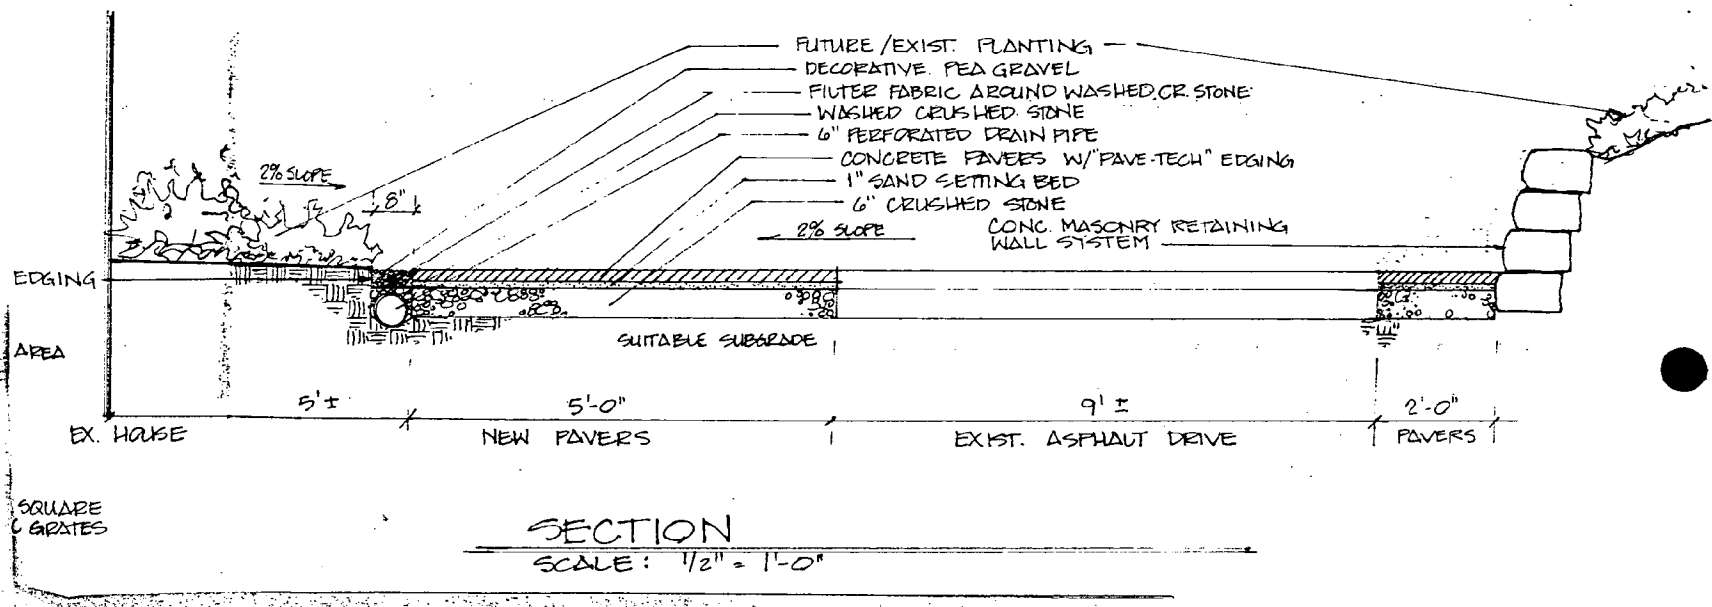 FUTURE/EXIST. PLANTING
DECORATIVE PEA GRAVEL
FILTER FABRIC AROUND WASHED CR. STONE
WASHED CRUSHED STONE
6" PERFORATED DRAIN PIPE
CONCRETE PAVERS W/"PAVE-TECH" EDGING
1" SAND SETTING BED
6" CRUSHED STONE
2% SLOPE
8"
2% SLOPE
CONC. MASONRY RETAINING
WALL SYSTEM
EDGING
SUITABLE SUBGRADE
AREA
5'±
5'-0"
9'±
2'-0"
EX. HOUSE
NEW PAVERS
EXIST. ASPHALT DRIVE
PAVERS
SQUARE
GRATES
SECTION
SCALE: 1/2" = 1'-0"